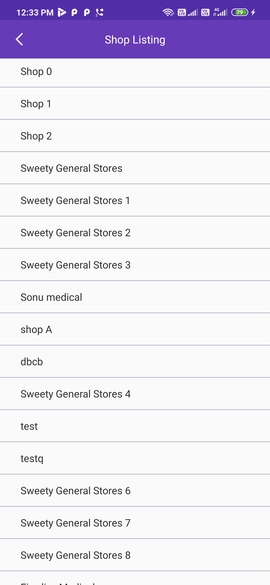 12:33 PM
Shop Listing
Shop 0
Shop 1
Shop 2
Sweety General Stores
Sweety General Stores 1
Sweety General Stores 2
Sweety General Stores 3
Sonu medical
shop A
dbcb
Sweety General Stores 4
test
testq
Sweety General Stores 6
Sweety General Stores 7
Sweety General Stores 8